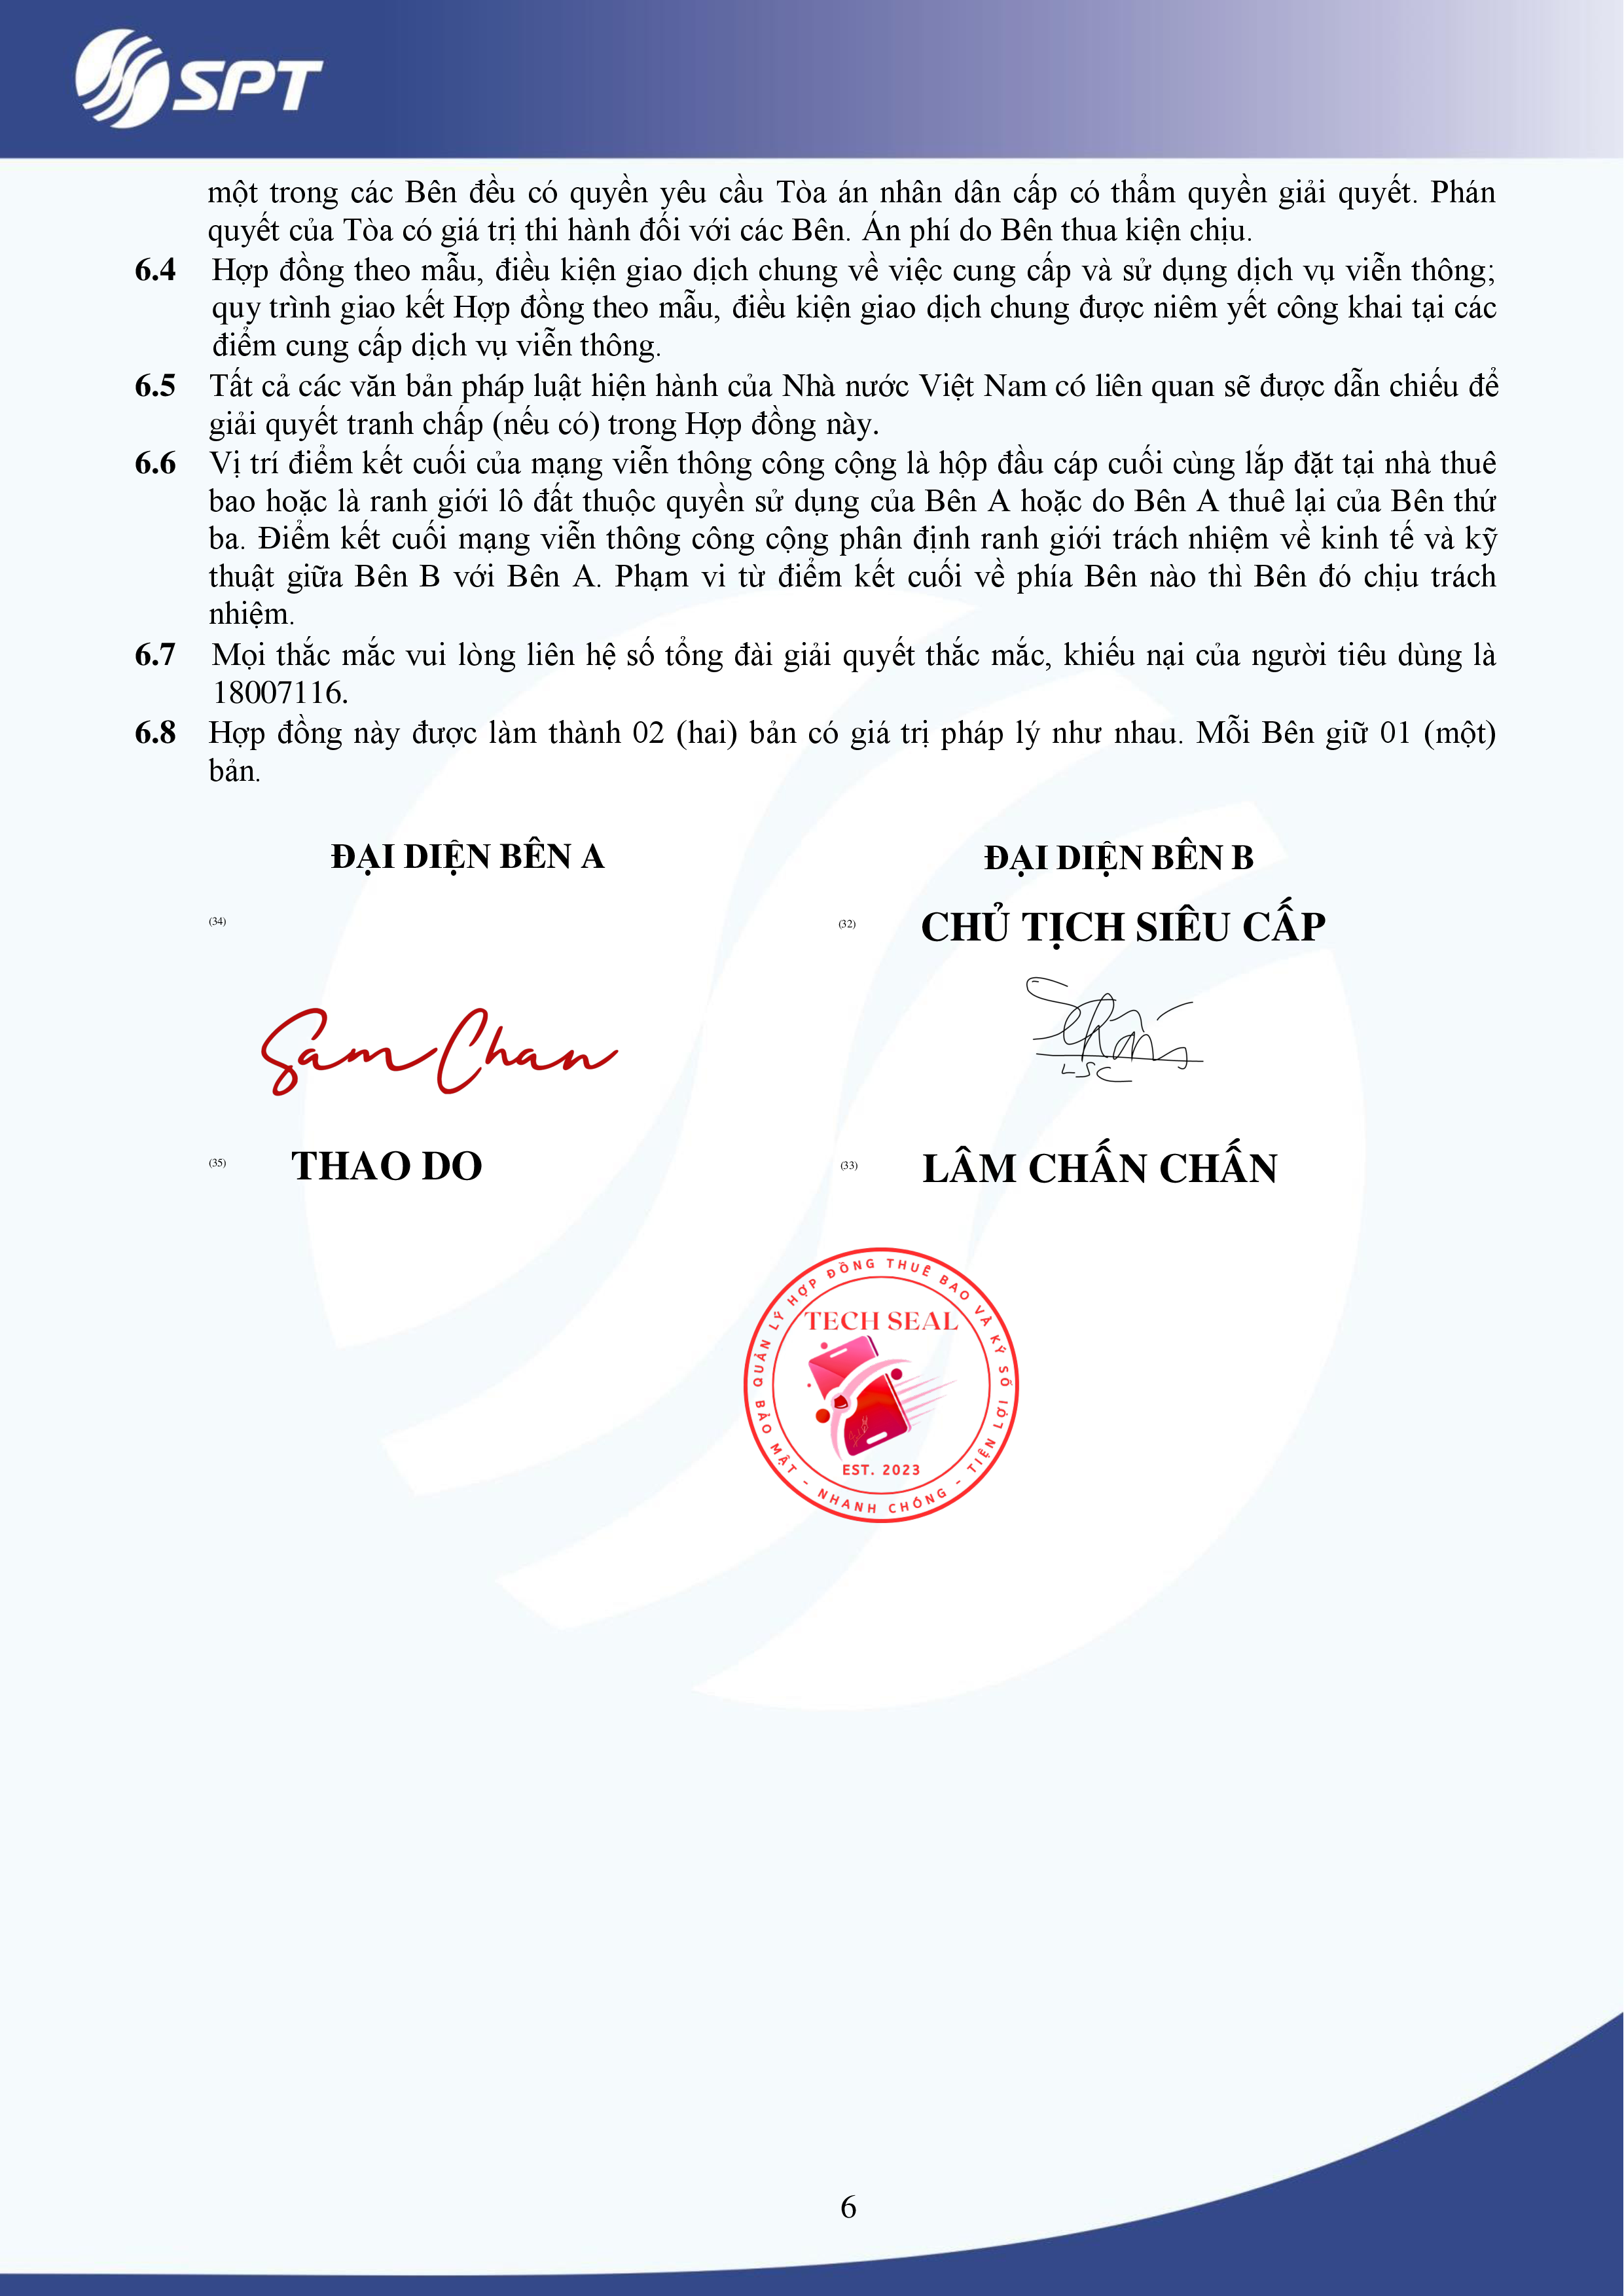 SPT
một trong các Bên đều có quyền yêu cầu Tòa án nhân dân cấp có thẩm quyền giải quyết. Phán
quyết của Tòa có giá trị thi hành đối với các Bên. Án phí do Bên thua kiện chịu.
6.4 Hợp đồng theo mẫu, điều kiện giao dịch chung về việc cung cấp và sử dụng dịch vụ viễn thông;
quy trình giao kết Hợp đồng theo mẫu, điều kiện giao dịch chung được niêm yết công khai tại các
điểm cung cấp dịch vụ viễn thông.
6.5 Tất cả các văn bản pháp luật hiện hành của Nhà nước Việt Nam có liên quan sẽ được dẫn chiếu để
giải quyết tranh chấp (nếu có) trong Hợp đồng này.
6.6 Vị trí điểm kết cuối của mạng viễn thông công cộng là hộp đầu cáp cuối cùng lắp đặt tại nhà thuê
bao hoặc là ranh giới lô đất thuộc quyền sử dụng của Bên A hoặc do Bên A thuê lại của Bên thứ
ba. Điểm kết cuối mạng viễn thông công cộng phân định ranh giới trách nhiệm về kinh tế và kỹ
thuật giữa Bên B với Bên A. Phạm vi từ điểm kết cuối về phía Bên nào thì Bên đó chịu trách
nhiệm.
6.7 Mọi thắc mắc vui lòng liên hệ số tổng đài giải quyết thắc mắc, khiếu nại của người tiêu dùng là
18007116.
6.8 Hợp đồng này được làm thành 02 (hai) bản có giá trị pháp lý như nhau. Mỗi Bên giữ 01 (một)
bản.
ĐẠI DIỆN BÊN A
(34)
Sam Chan
(35) THAO DO
ĐẠI DIỆN BÊN B
(32) CHỦ TỊCH SIÊU CẤP
LSC
(33) LÂM CHẤN CHẤN
QUẢN LÝ HỢP ĐỒNG THUÊ BAO VÀ KÝ SỐ
TECH SEAL
EST. 2023
BẢO MẬT - NHANH CHÓNG - TIỆN LỢI
6